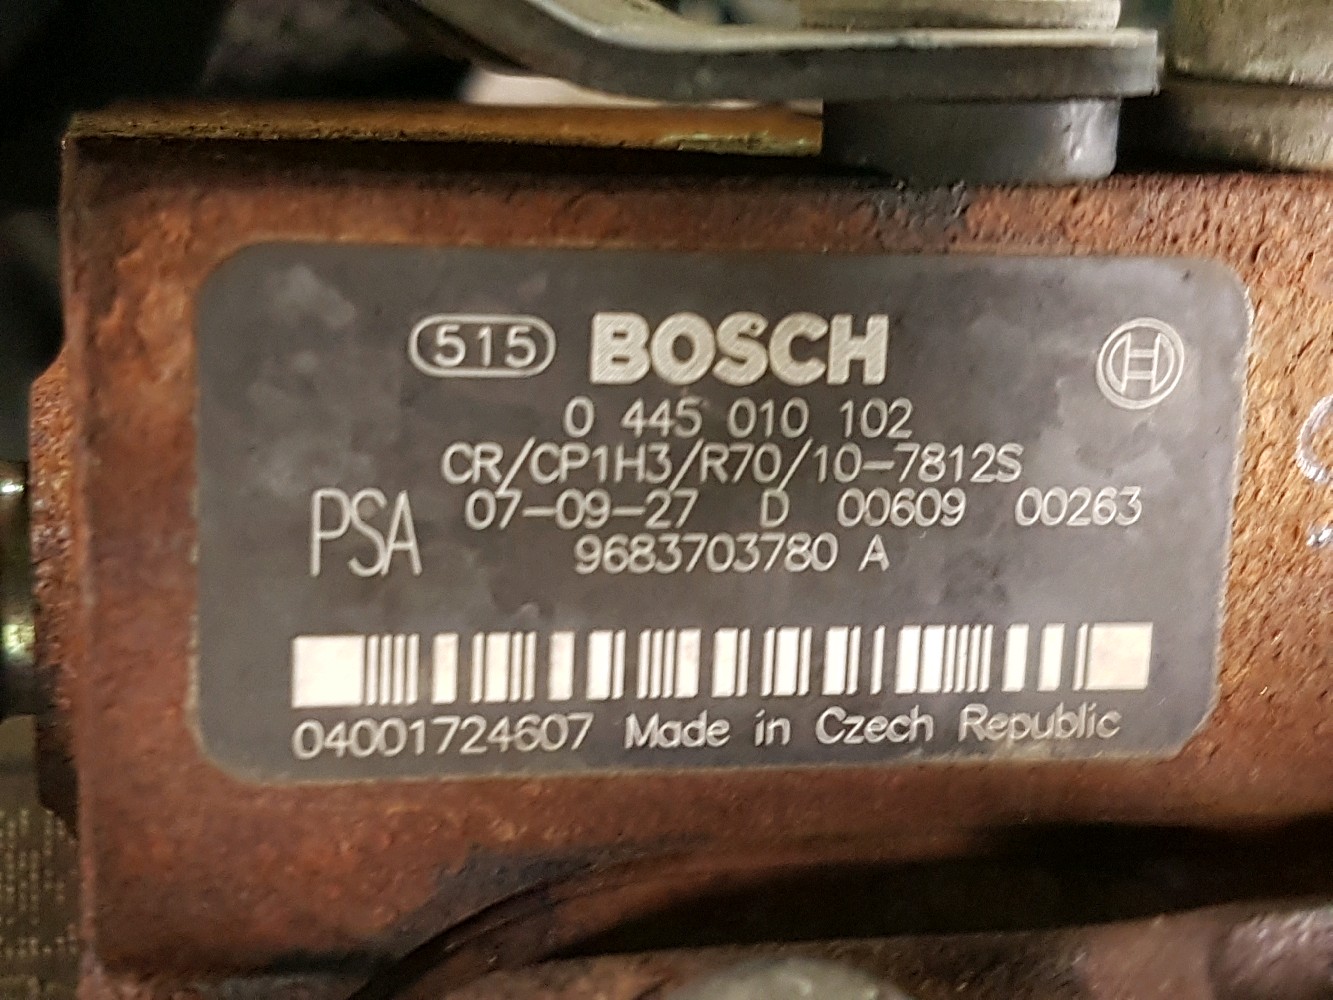 515 BOSCH
0 445 010 102
CR/CP1H3/R70/10-7812S
PSA 07-09-27 D 00609 00263
9683703780 A
04001724607 Made in Czech Republic